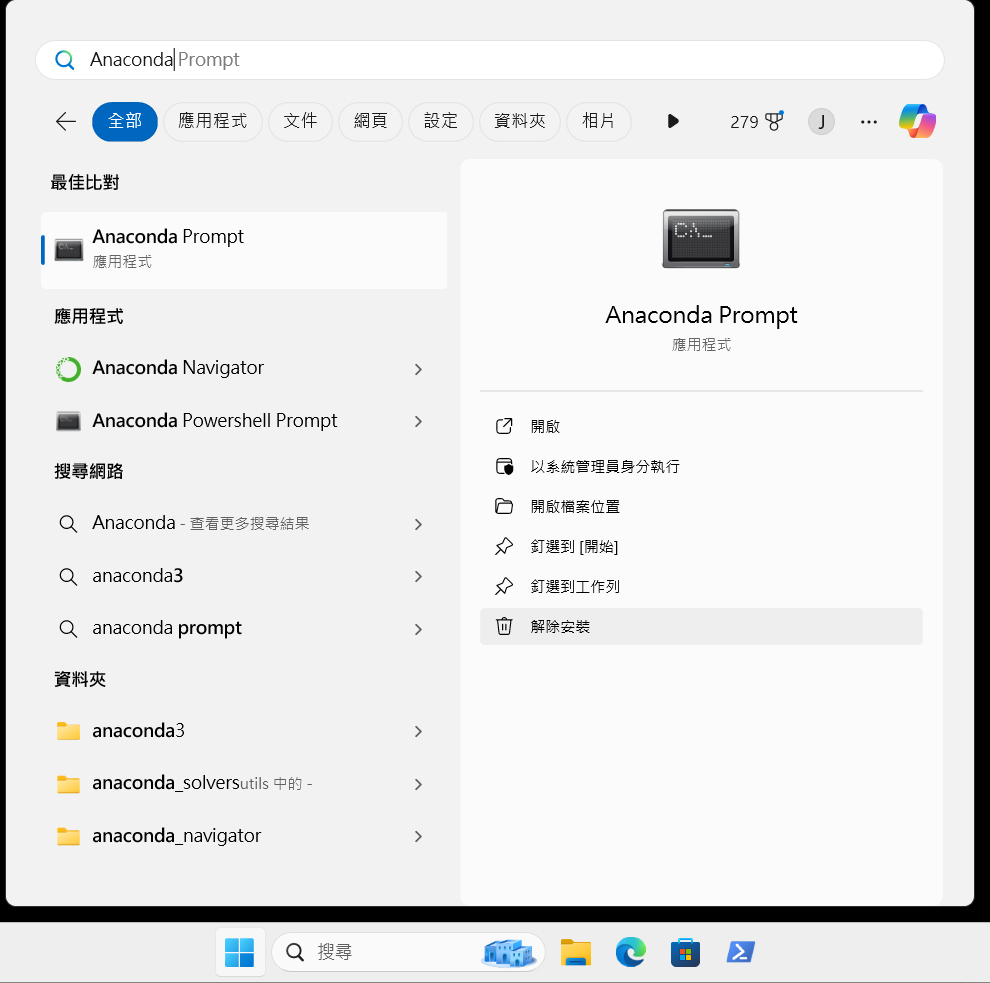 Anaconda Prompt
全部 應用程式 文件 網頁 設定 資料夾 相片 279 J
最佳比對
Anaconda Prompt
應用程式
應用程式
Anaconda Navigator
Anaconda Powershell Prompt
搜尋網路
Anaconda - 查看更多搜尋結果
anaconda3
anaconda prompt
資料夾
anaconda3
anaconda_solversutils 中的 -
anaconda_navigator
C:\_
Anaconda Prompt
應用程式
開啟
以系統管理員身分執行
開啟檔案位置
釘選到 [開始]
釘選到工作列
解除安裝
搜尋